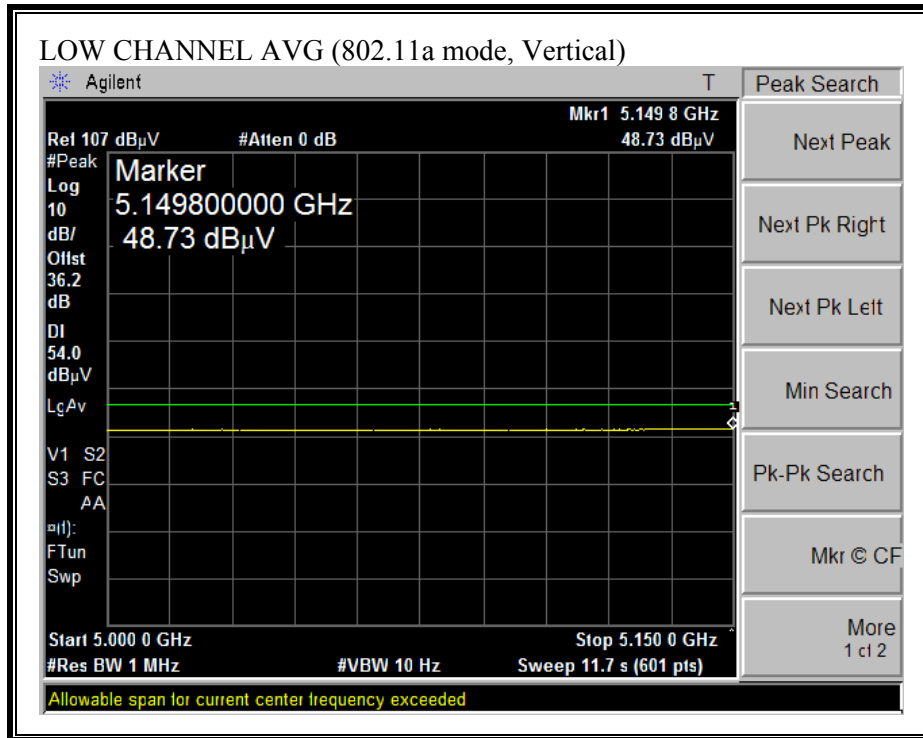 LOW CHANNEL AVG (802.11a mode, Vertical)
Agilent T Peak Search
Mkr1 5.149 8 GHz
Ref 107 dBµV #Atten 0 dB 48.73 dBµV
#Peak
Log
10
dB/
Offst
36.2
dB
DI
54.0
dBµV
LgAv
V1 S2
S3 FC
AA
¤(f):
FTun
Swp
Marker
5.149800000 GHz
48.73 dBµV
1
Start 5.000 0 GHz Stop 5.150 0 GHz
#Res BW 1 MHz #VBW 10 Hz Sweep 11.7 s (601 pts)
Allowable span for current center frequency exceeded
Next Peak
Next Pk Right
Next Pk Left
Min Search
Pk-Pk Search
Mkr © CF
More
1 of 2